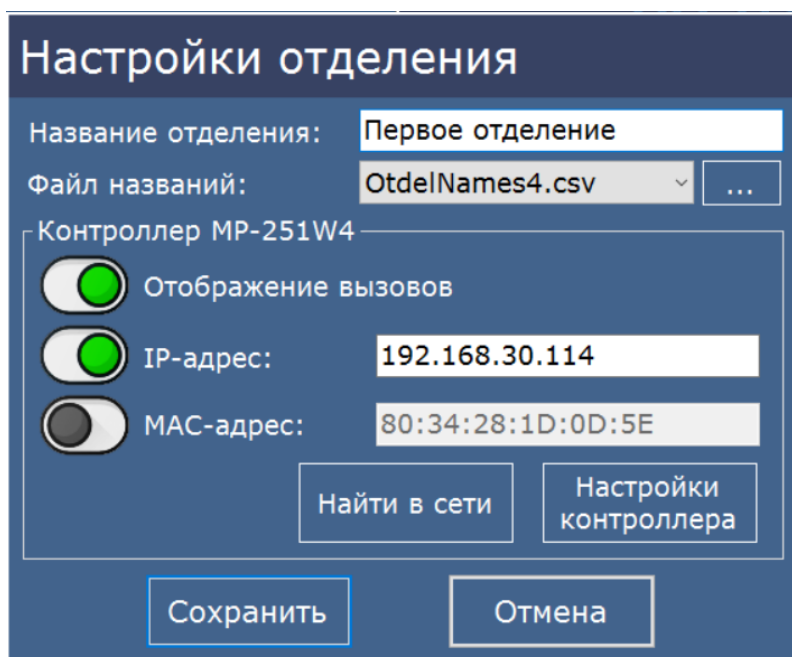 Настройки отделения
Название отделения: Первое отделение
Файл названий: OtdelNames4.csv ...
Контроллер MP-251W4
Отображение вызовов
IP-адрес: 192.168.30.114
MAC-адрес: 80:34:28:1D:0D:5E
Найти в сети
Настройки
контроллера
Сохранить Отмена